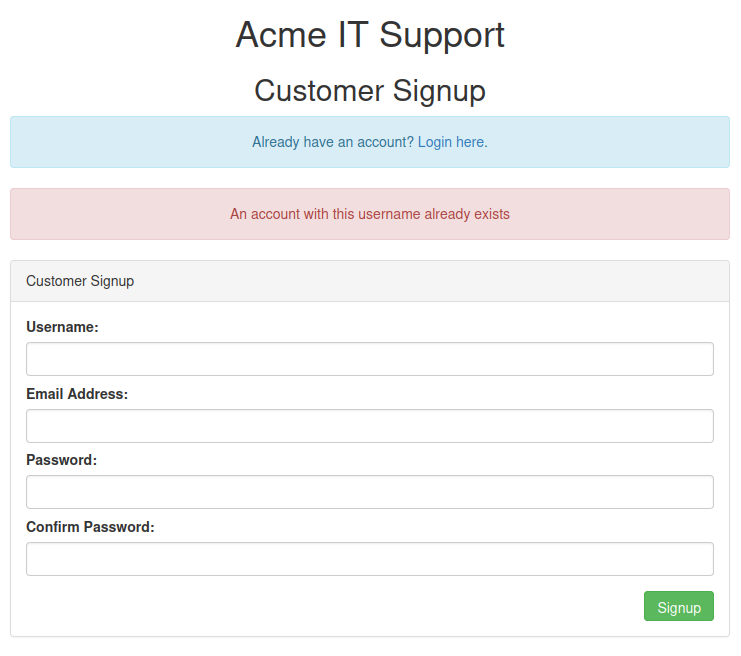 Acme IT Support
Customer Signup
Already have an account? Login here.
An account with this username already exists
Customer Signup
Username:
Email Address:
Password:
Confirm Password:
Signup